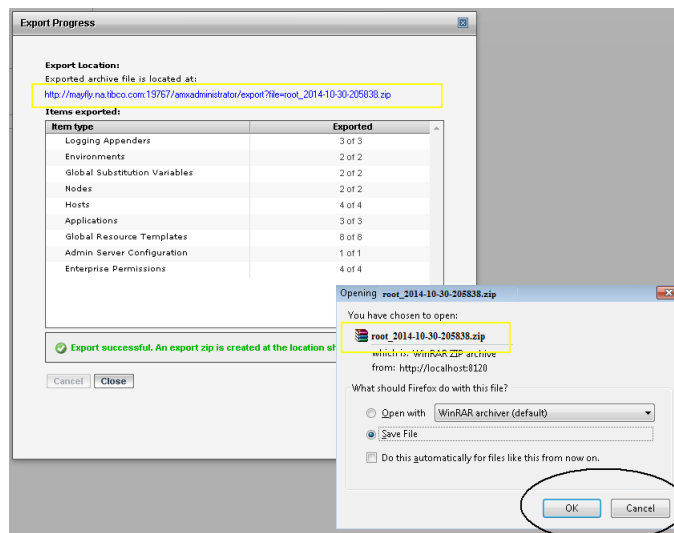 Export Progress
Export Location:
Exported archive file is located at:
http://mayfly.na.tibco.com:19767/amxadministrator/export?file=root_2014-10-30-205838.zip
Items exported:
Item type Exported
Logging Appenders 3 of 3
Environments 2 of 2
Global Substitution Variables 2 of 2
Nodes 2 of 2
Hosts 4 of 4
Applications 3 of 3
Global Resource Templates 8 of 8
Admin Server Configuration 1 of 1
Enterprise Permissions 4 of 4
Export successful. An export zip is created at the location sh
Cancel Close
Opening root_2014-10-30-205838.zip
You have chosen to open:
root_2014-10-30-205838.zip
which is: WinRAR ZIP archive
from: http://localhost:8120
What should Firefox do with this file?
Open with WinRAR archiver (default)
Save File
Do this automatically for files like this from now on.
OK Cancel